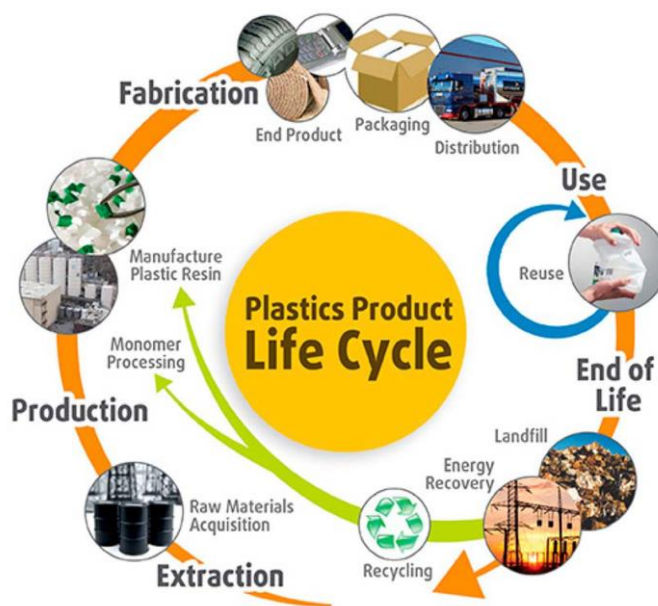 Fabrication
End Product
Packaging
Distribution
Use
Reuse
Manufacture
Plastic Resin
Plastics Product
Life Cycle
Monomer
Processing
End of
Life
Production
Landfill
Energy
Recovery
Raw Materials
Acquisition
Recycling
Extraction